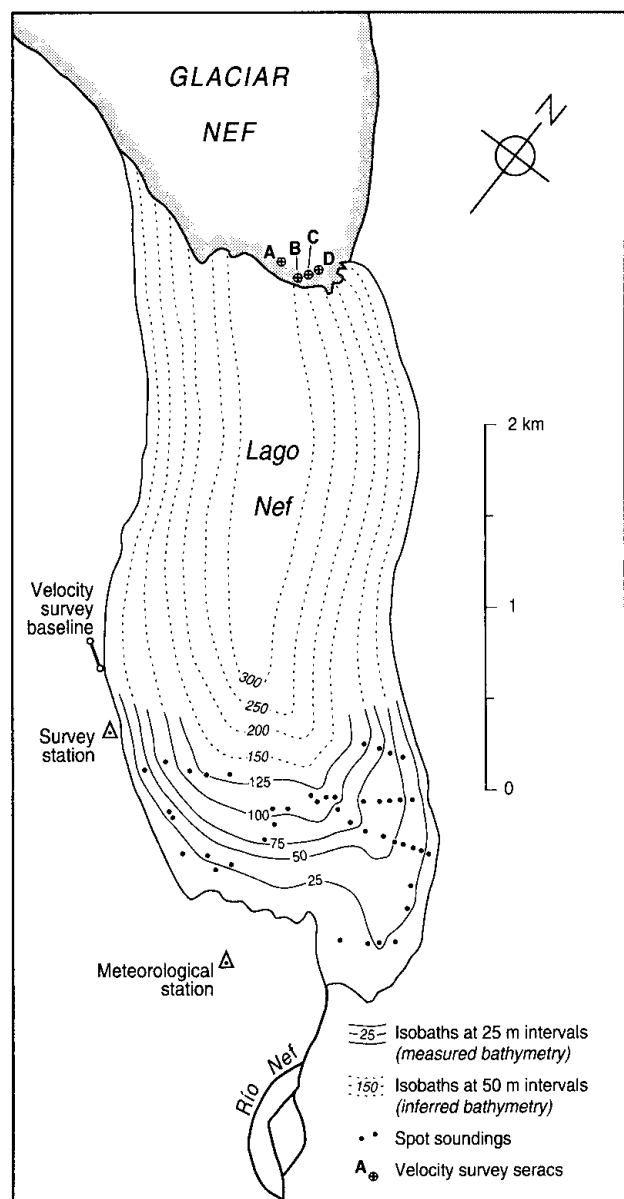 GLACIAR
NEF
N
A
B
C
D
Lago
Nef
2 km
1
0
Velocity
survey
baseline
Survey
station
300
250
200
150
125
100
75
50
25
Meteorological
station
Río Nef
25 Isobaths at 25 m intervals
(measured bathymetry)
150 Isobaths at 50 m intervals
(inferred bathymetry)
Spot soundings
A Velocity survey seracs